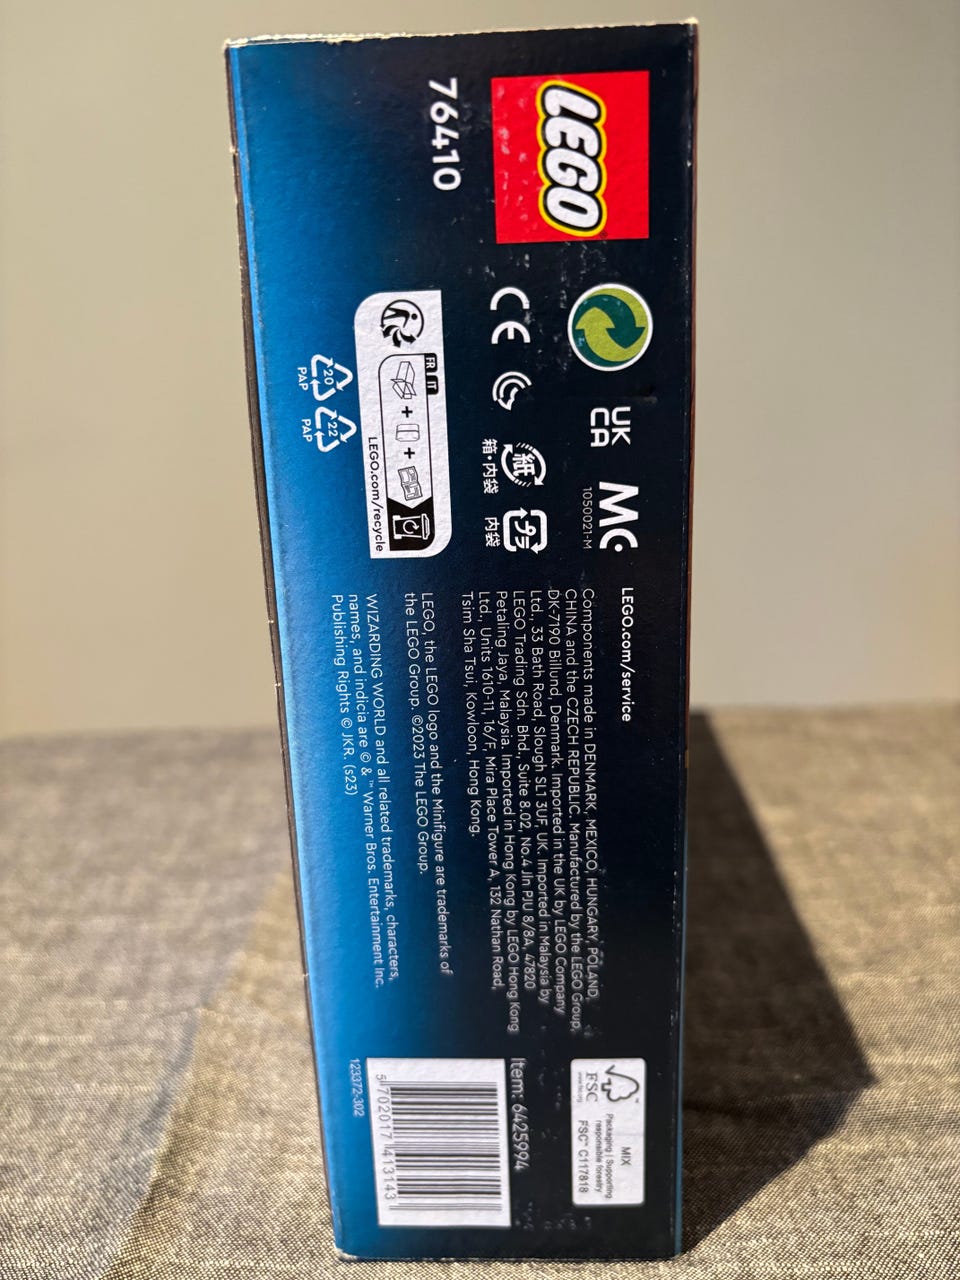 LEGO
76410
UK
CA
MC
1050021-M
CE
紙
箱・内袋
プラ
内袋
FR IT
+ +
LEGO.com/recycle
20
PAP
22
PAP
LEGO.com/service
Components made in DENMARK, MEXICO, HUNGARY, POLAND,
CHINA and the CZECH REPUBLIC. Manufactured by the LEGO Group,
DK-7190 Billund, Denmark. Imported in the UK by LEGO Company
Ltd., 33 Bath Road, Slough SL1 3UF, UK. Imported in Malaysia by
LEGO Trading Sdn. Bhd., Suite 8.02, No.4 Jln PJU 8/8A, 47820
Petaling Jaya, Malaysia. Imported in Hong Kong by LEGO Hong Kong
Ltd., Units 1610-11, 16/F, Mira Place Tower A, 132 Nathan Road,
Tsim Sha Tsui, Kowloon, Hong Kong.
LEGO, the LEGO logo and the Minifigure are trademarks of
the LEGO Group. ©2023 The LEGO Group.
WIZARDING WORLD and all related trademarks, characters,
names, and indicia are © & ™ Warner Bros. Entertainment Inc.
Publishing Rights © JKR. (s23)
FSC
www.fsc.org
MIX
Packaging | Supporting
responsible forestry
FSC™ C117818
Item: 6425994
5 702017 413143
123372-302